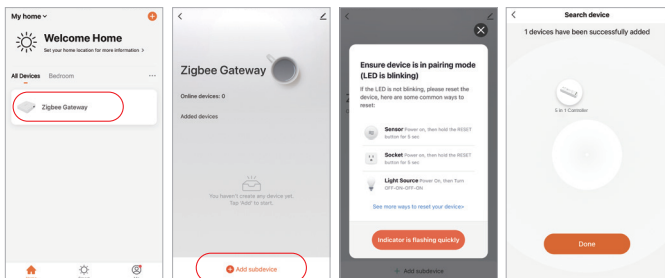 My home
Welcome Home
Set your home location for more information >
All Devices Bedroom
Zigbee Gateway
Zigbee Gateway
Online devices: 0
Added devices
You haven't create any device yet.
Tap 'Add' to start.
Add subdevice
Ensure device is in pairing mode
(LED is blinking)
If the LED is not blinking, please reset the
device, here are some common ways to
reset:
Sensor Power on, then hold the RESET
button for 5 sec
Socket Power on, then hold the RESET
button for 5 sec
Light Source Power On, then Turn
OFF-ON-OFF-ON
See more ways to reset your device>
Indicator is flashing quickly
Add subdevice
Search device
1 devices have been successfully added
5 in 1 Controller
Done